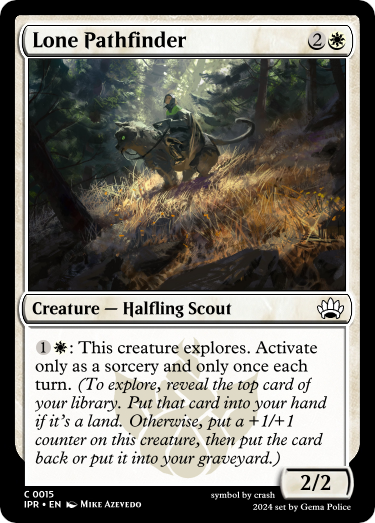 Lone Pathfinder 2
Creature — Halfling Scout
1 : This creature explores. Activate
only as a sorcery and only once each
turn. (To explore, reveal the top card of
your library. Put that card into your hand
if it's a land. Otherwise, put a +1/+1
counter on this creature, then put the card
back or put it into your graveyard.)
2/2
C 0015
IPR • EN Mike Azevedo
symbol by crash
2024 set by Gema Police